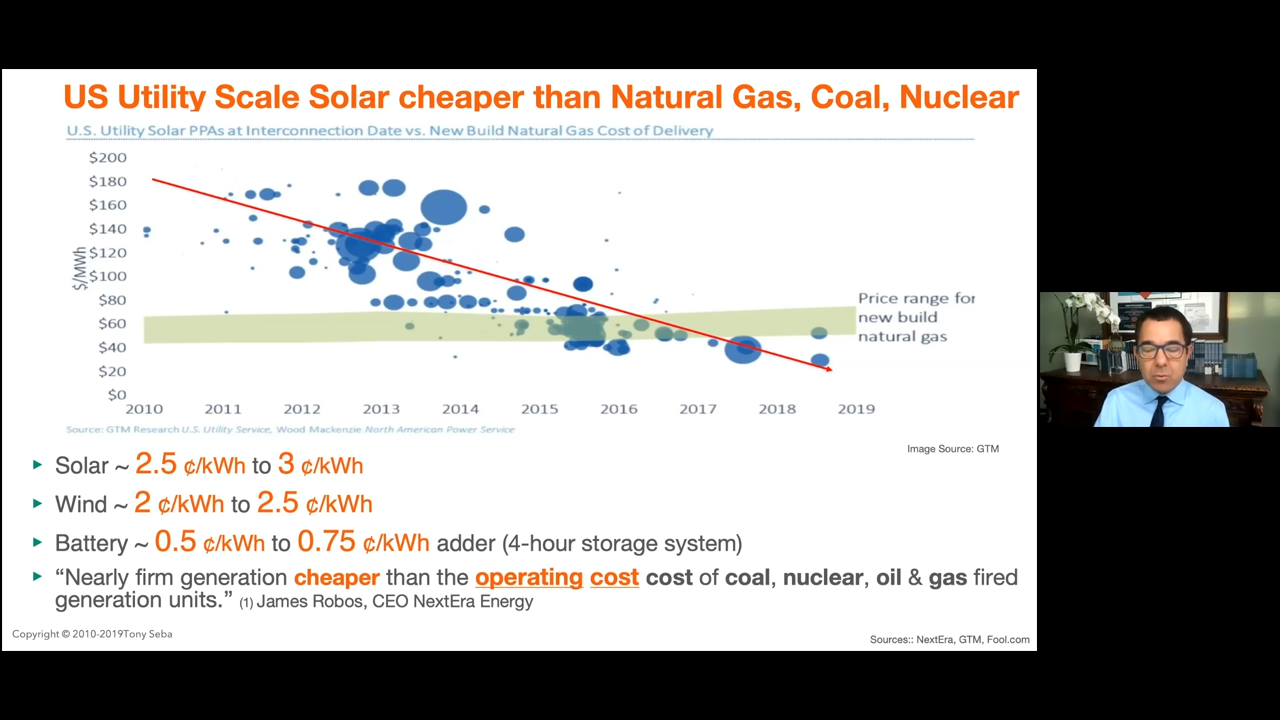 US Utility Scale Solar cheaper than Natural Gas, Coal, Nuclear
U.S. Utility Solar PPAs at Interconnection Date vs. New Build Natural Gas Cost of Delivery
$/MWh
$200
$180
$160
$140
$120
$100
$80
$60
$40
$20
$0
2010 2011 2012 2013 2014 2015 2016 2017 2018 2019
Price range for
new build
natural gas
Source: GTM Research U.S. Utility Service, Wood Mackenzie North American Power Service
Image Source: GTM
Solar ~ 2.5 ¢/kWh to 3 ¢/kWh
Wind ~ 2 ¢/kWh to 2.5 ¢/kWh
Battery ~ 0.5 ¢/kWh to 0.75 ¢/kWh adder (4-hour storage system)
“Nearly firm generation cheaper than the operating cost cost of coal, nuclear, oil & gas fired
generation units.” (1) James Robos, CEO NextEra Energy
Copyright © 2010-2019Tony Seba
Sources:: NextEra, GTM, Fool.com